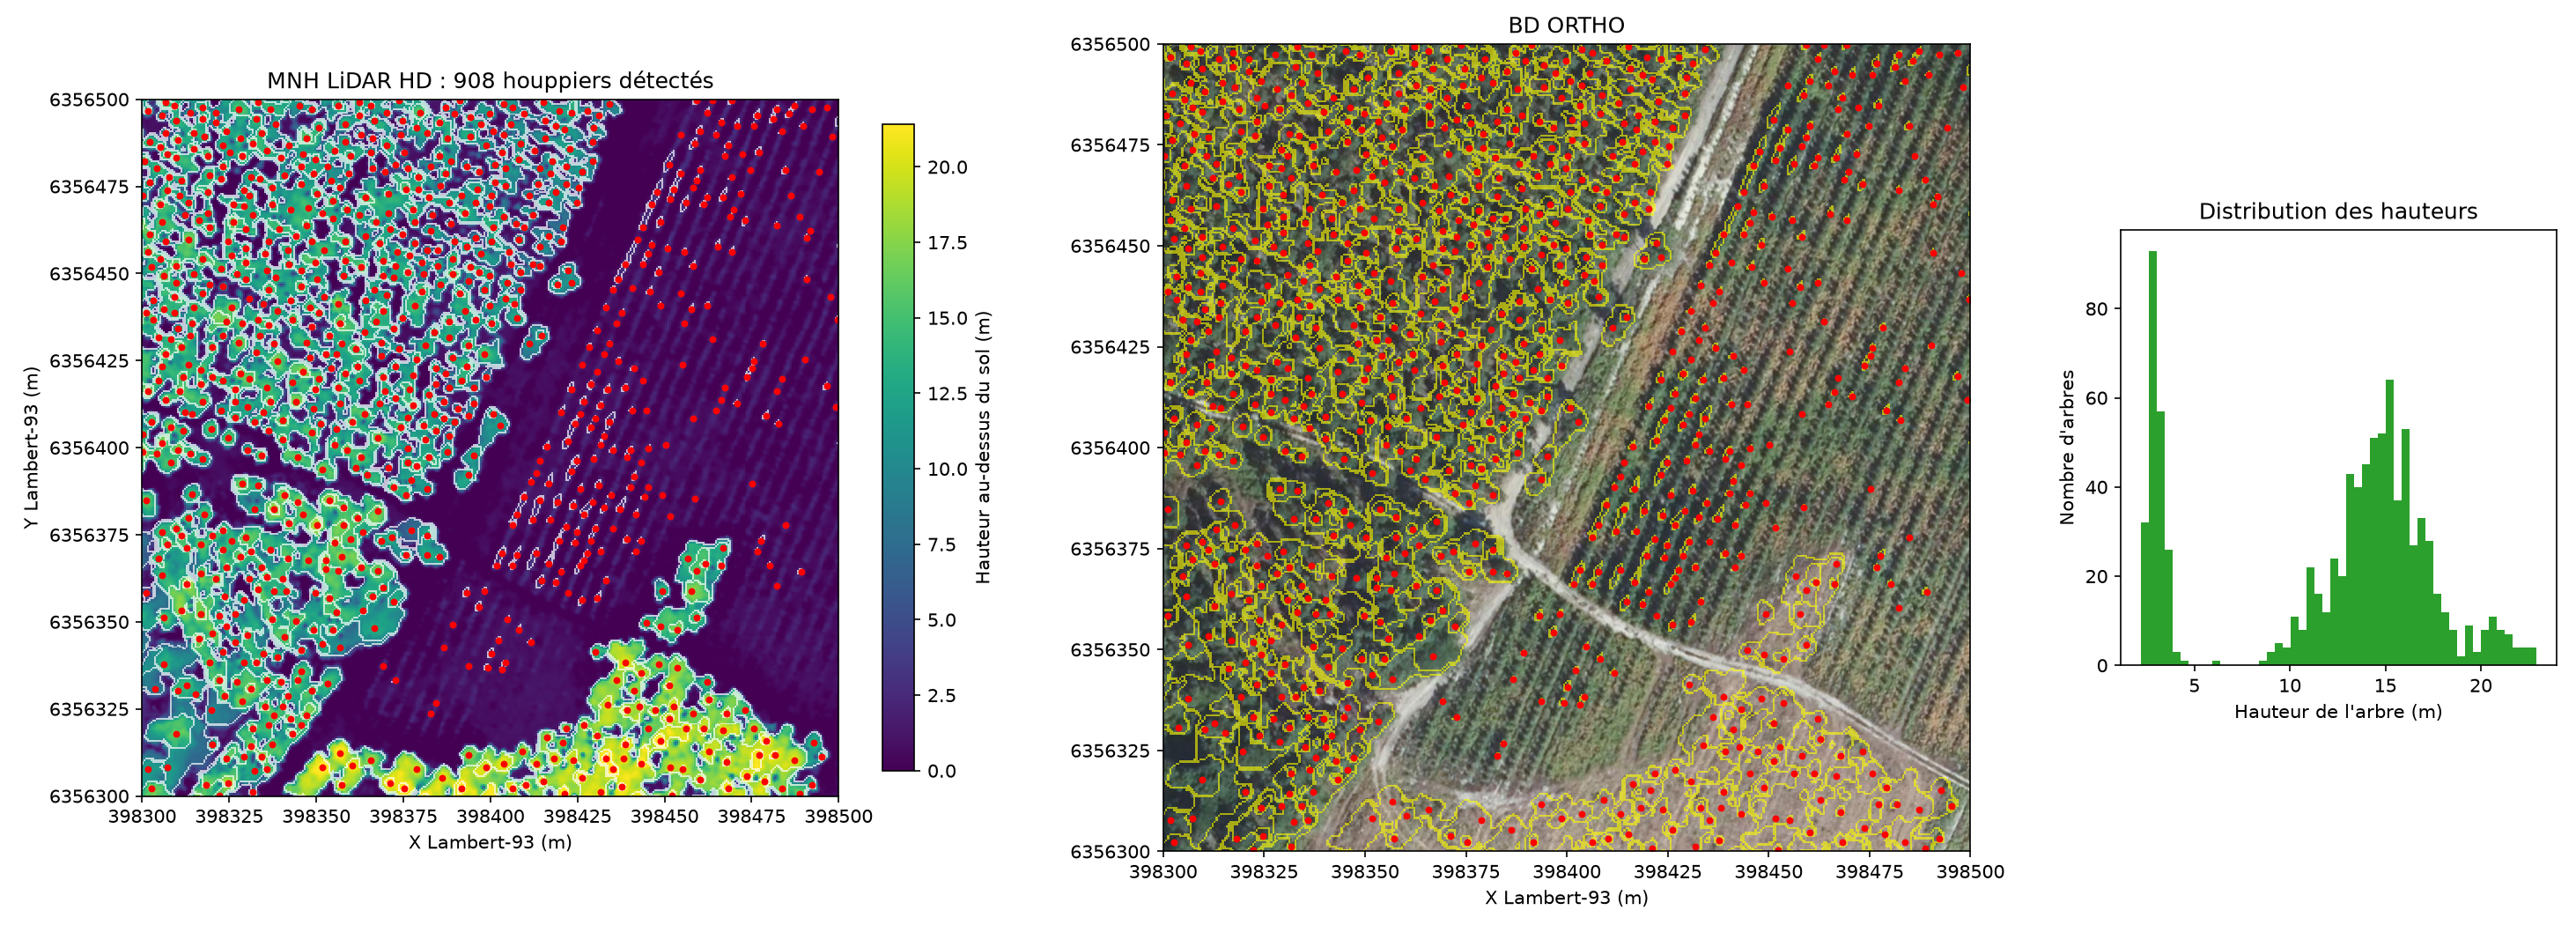 MNH LiDAR HD : 908 houppiers détectés
6356500
6356475
6356450
6356425
6356400
6356375
6356350
6356325
6356300
Y Lambert-93 (m)
398300 398325 398350 398375 398400 398425 398450 398475 398500
X Lambert-93 (m)
20.0
17.5
15.0
12.5
10.0
7.5
5.0
2.5
0.0
Hauteur au-dessus du sol (m)
BD ORTHO
6356500
6356475
6356450
6356425
6356400
6356375
6356350
6356325
6356300
398300 398325 398350 398375 398400 398425 398450 398475 398500
X Lambert-93 (m)
Distribution des hauteurs
80
60
40
20
0
Nombre d'arbres
5 10 15 20
Hauteur de l'arbre (m)